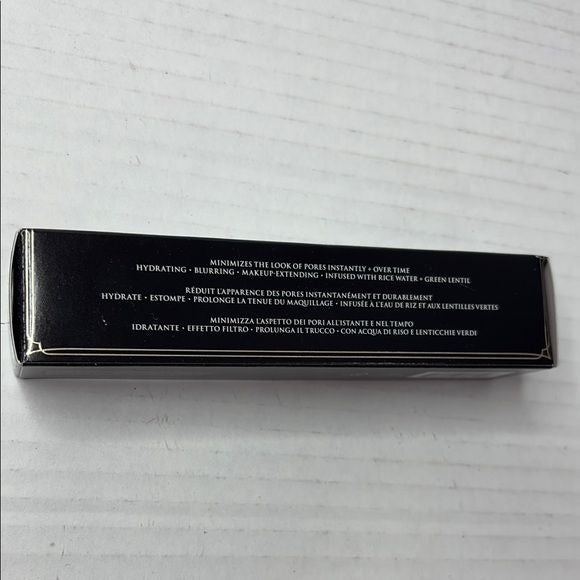 MINIMIZES THE LOOK OF PORES INSTANTLY + OVER TIME
HYDRATING • BLURRING • MAKEUP-EXTENDING • INFUSED WITH RICE WATER + GREEN LENTIL
RÉDUIT L'APPARENCE DES PORES INSTANTANÉMENT ET DURABLEMENT
HYDRATE • ESTOMPE • PROLONGE LA TENUE DU MAQUILLAGE • INFUSÉE À L'EAU DE RIZ ET AUX LENTILLES VERTES
MINIMIZZA L'ASPETTO DEI PORI ALL'ISTANTE E NEL TEMPO
IDRATANTE • EFFETTO FILTRO • PROLUNGA IL TRUCCO • CON ACQUA DI RISO E LENTICCHIE VERDI